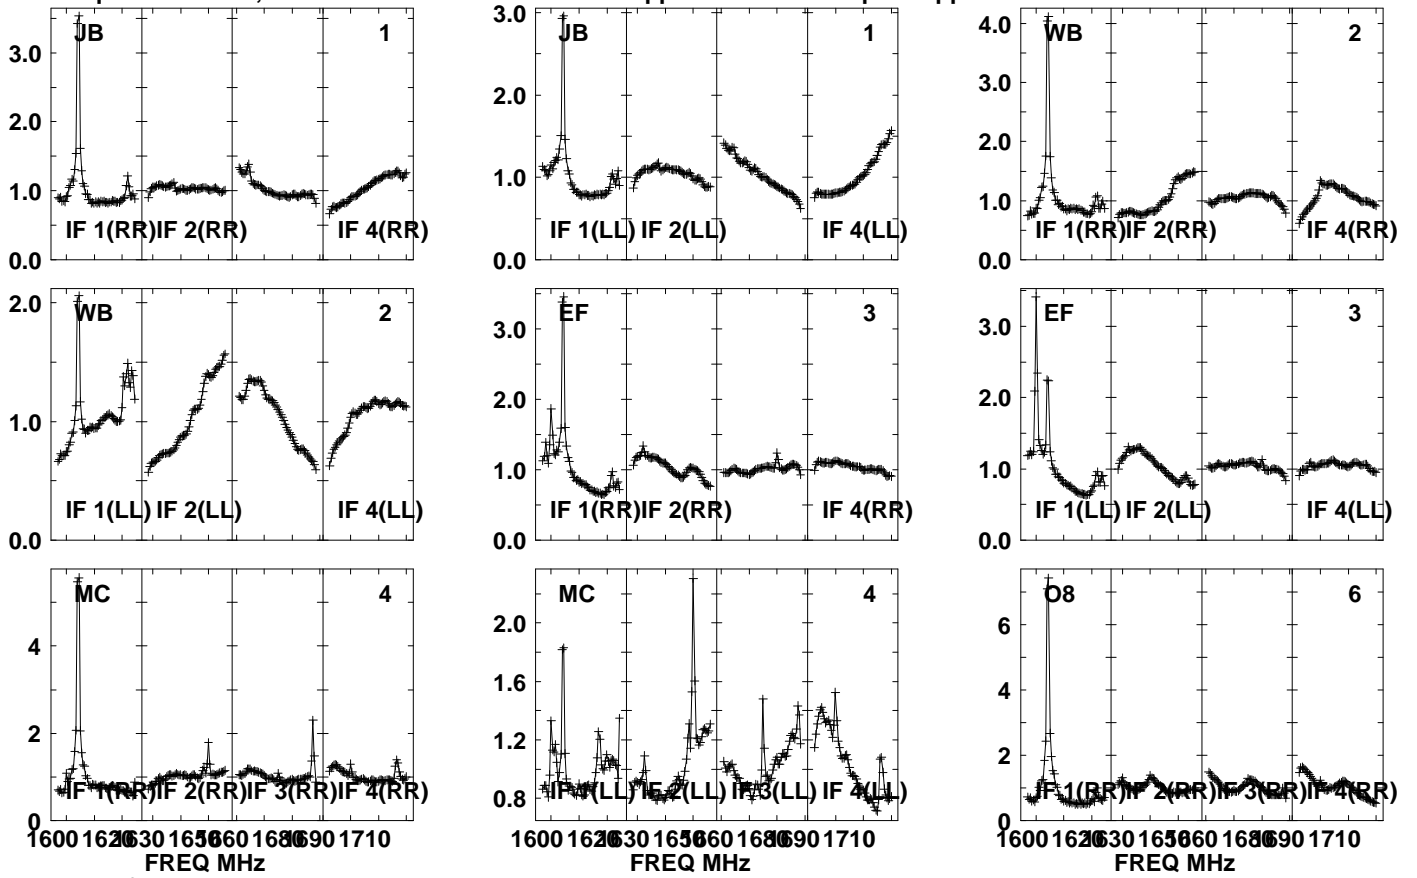 JB 1 JB 1 WB 2
3.0 3.0 4.0
2.0 2.0 3.0
1.0 1.0 2.0
0.0 0.0 1.0
0.0
IF 1(RR) IF 2(RR) IF 4(RR) IF 1(LL) IF 2(LL) IF 4(LL) IF 1(RR) IF 2(RR) IF 4(RR)
WB 2 EF 3 EF 3
2.0 3.0 3.0
1.0 2.0 2.0
0.0 1.0 1.0
0.0 0.0
IF 1(LL) IF 2(LL) IF 4(LL) IF 1(RR) IF 2(RR) IF 4(RR) IF 1(LL) IF 2(LL) IF 4(LL)
MC 4 MC 4 O8 6
4 2.0 6
2 1.6 4
0 1.2 2
0.8 0
IF 1(RR) IF 2(RR) IF 3(RR) IF 4(RR) IF 1(LL) IF 2(LL) IF 3(LL) IF 4(LL) IF 1(RR) IF 2(RR) IF 3(RR) IF 4(RR)
1600 1620 1630 1650 1660 1680 1690 1710 1600 1620 1630 1650 1660 1680 1690 1710 1600 1620 1630 1650 1660 1680 1690 1710
FREQ MHz FREQ MHz FREQ MHz